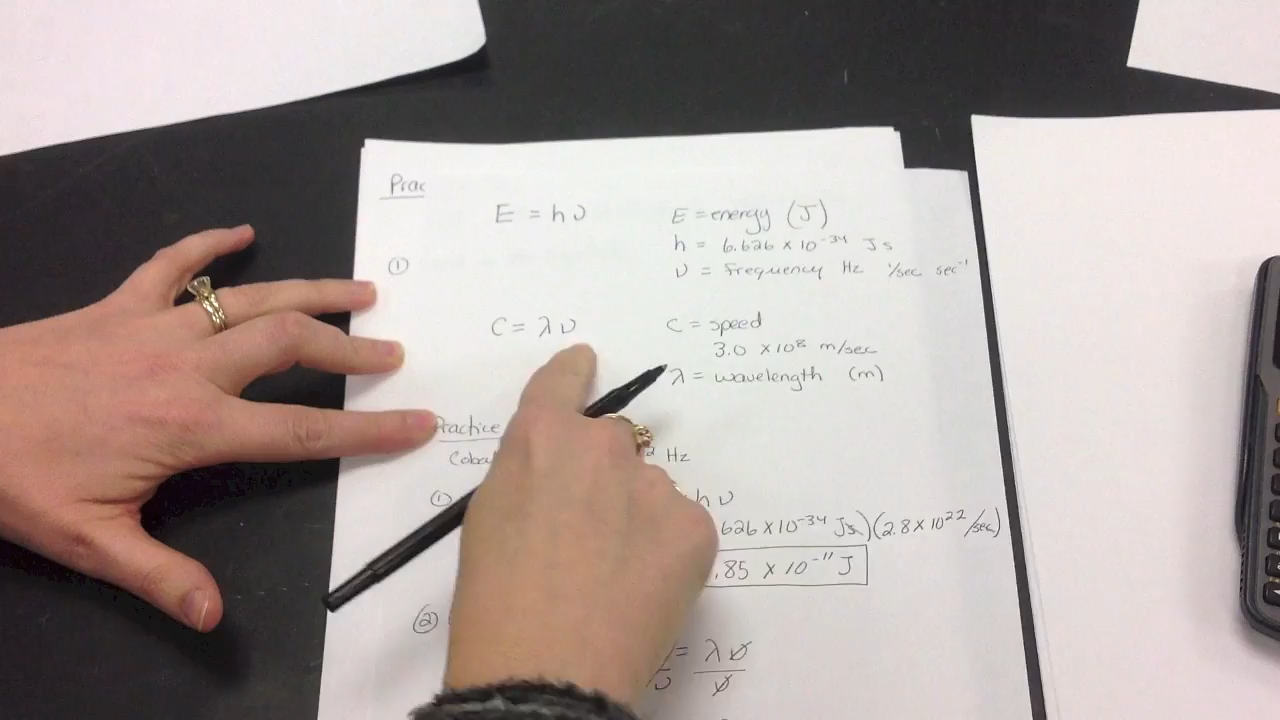 Prac
E = hν
E = energy (J)
h = 6.626 x 10⁻³⁴ Js
ν = frequency Hz 1/sec sec⁻¹
①
C = λν
C = speed
3.0 x 10⁸ m/sec
λ = wavelength (m)
Practice
Hz
① hν
626 x 10⁻³⁴ Js)(2.8 x 10²²/sec)
.85 x 10⁻¹¹ J
② = λν
ν ν